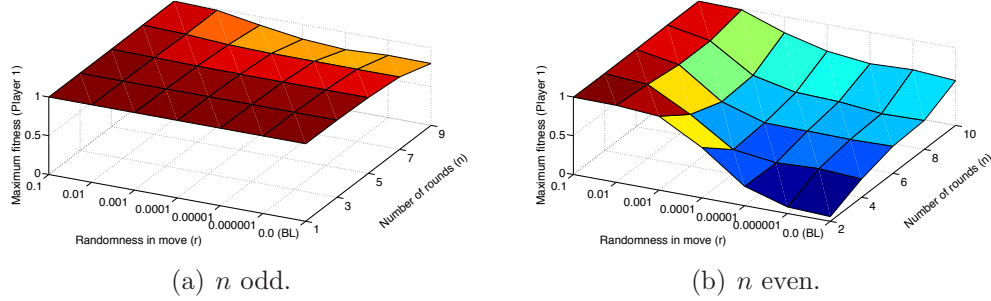 Maximum fitness (Player 1)
1
0.5
0
0.1
0.01
0.001
0.0001
0.00001
0.000001
0.0 (BL)
Randomness in move (r)
1
3
5
7
9
Number of rounds (n)
(a) n odd.
Maximum fitness (Player 1)
1
0.5
0
0.1
0.01
0.001
0.0001
0.00001
0.000001
0.0 (BL)
Randomness in move (r)
2
4
6
8
10
Number of rounds (n)
(b) n even.